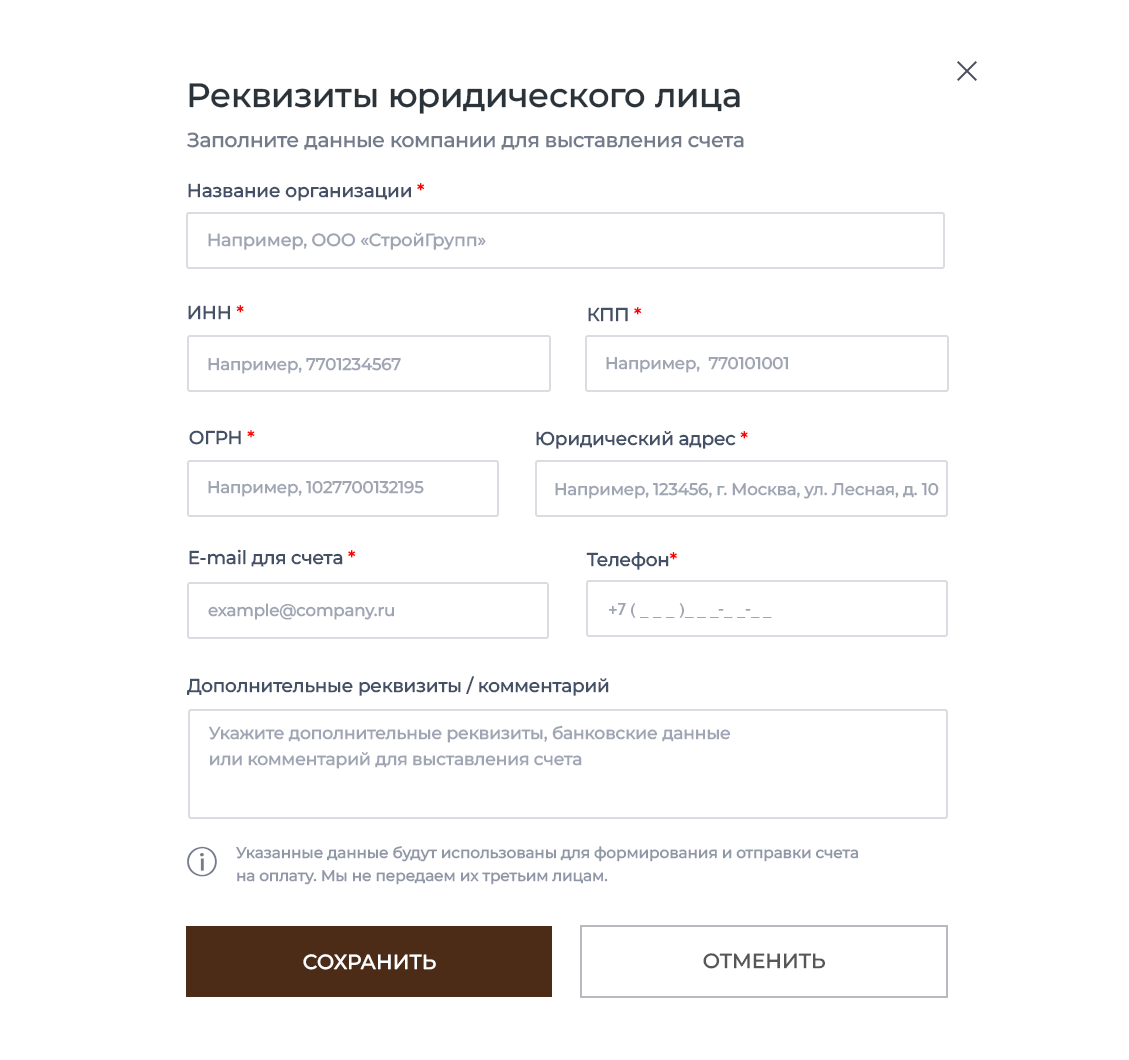 Реквизиты юридического лица
Заполните данные компании для выставления счета
Название организации *
Например, ООО «СтройГрупп»
ИНН *
КПП *
Например, 7701234567
Например, 770101001
ОГРН *
Юридический адрес *
Например, 1027700132195
Например, 123456, г. Москва, ул. Лесная, д. 10
E-mail для счета *
Телефон*
example@company.ru
+7 ( _ _ _ )_ _ _-_ _-_ _
Дополнительные реквизиты / комментарий
Укажите дополнительные реквизиты, банковские данные
или комментарий для выставления счета
Указанные данные будут использованы для формирования и отправки счета
на оплату. Мы не передаем их третьим лицам.
СОХРАНИТЬ
ОТМЕНИТЬ